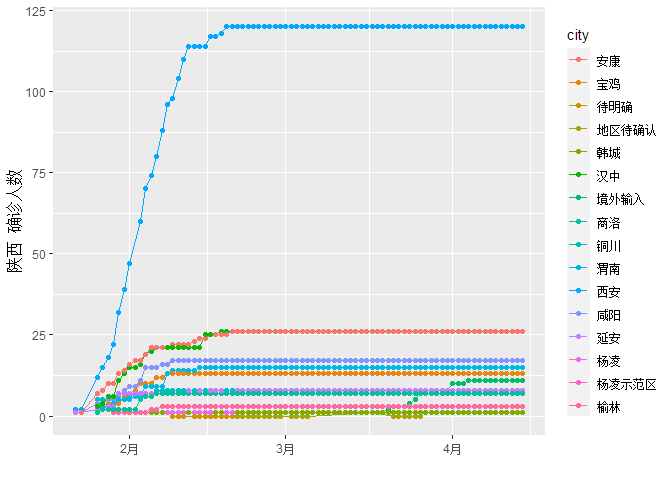 陕西 确诊人数
125
100
75
50
25
0
2月
3月
4月
city
安康
宝鸡
待明确
地区待确认
韩城
汉中
境外输入
商洛
铜川
渭南
西安
咸阳
延安
杨凌
杨凌示范区
榆林